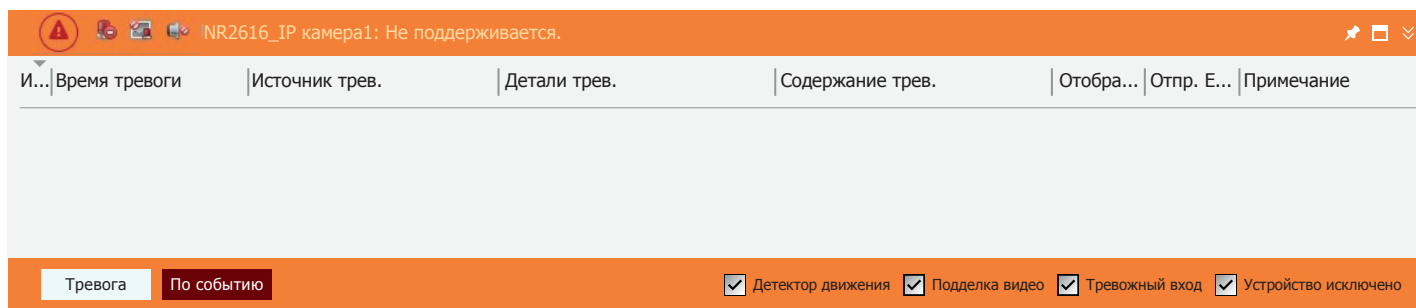 NR2616_IP камера1: Не поддерживается.
И... Время тревоги Источник трев. Детали трев. Содержание трев. Отобра... Отпр. Е... Примечание
Тревога По событию Детектор движения Подделка видео Тревожный вход Устройство исключено